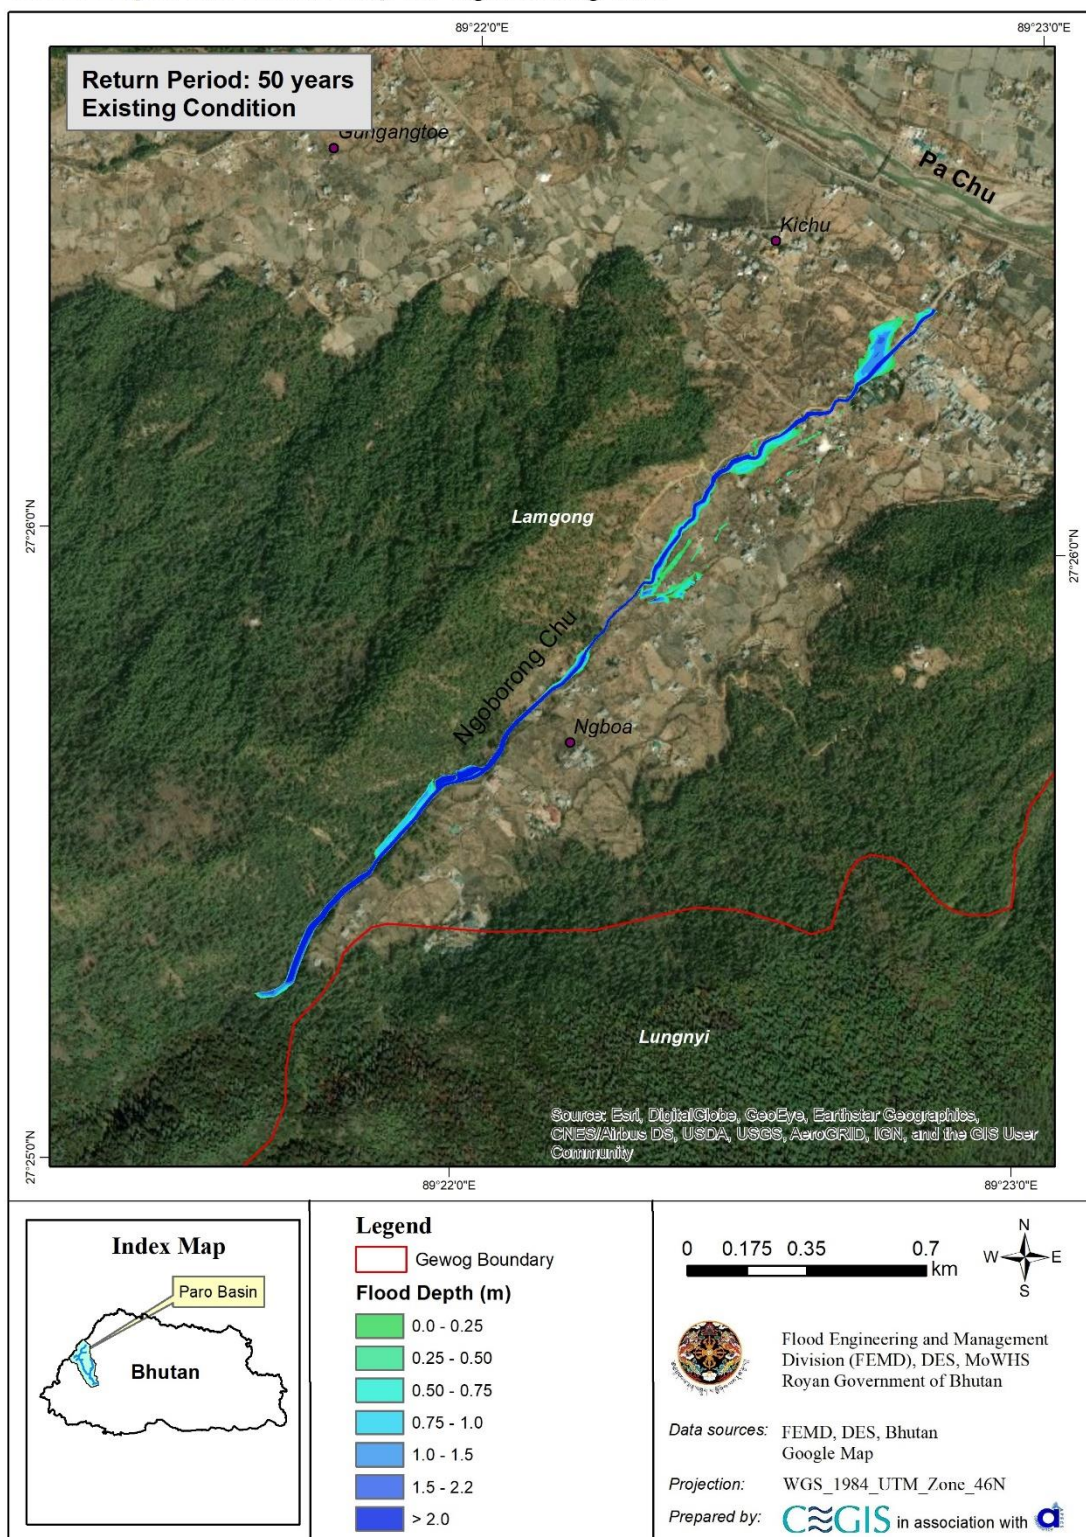 Return Period: 50 years
Existing Condition
89°22'0"E
89°23'0"E
Gungangtoe
Pa Chu
Kichu
27°26'0"N
27°26'0"N
Lamgong
Ngoborong Chu
Ngboa
Lungnyi
Source: Esri, DigitalGlobe, GeoEye, Earthstar Geographics,
CNES/Airbus DS, USDA, USGS, AeroGRID, IGN, and the GIS User
Community
27°25'0"N
89°22'0"E
89°23'0"E
Index Map
Paro Basin
Bhutan
Legend
Gewog Boundary
Flood Depth (m)
0.0 - 0.25
0.25 - 0.50
0.50 - 0.75
0.75 - 1.0
1.0 - 1.5
1.5 - 2.2
> 2.0
0 0.175 0.35 0.7
km
N
W E
S
Flood Engineering and Management
Division (FEMD), DES, MoWHS
Royan Government of Bhutan
Data sources: FEMD, DES, Bhutan
Google Map
Projection: WGS_1984_UTM_Zone_46N
Prepared by: CEGIS in association with